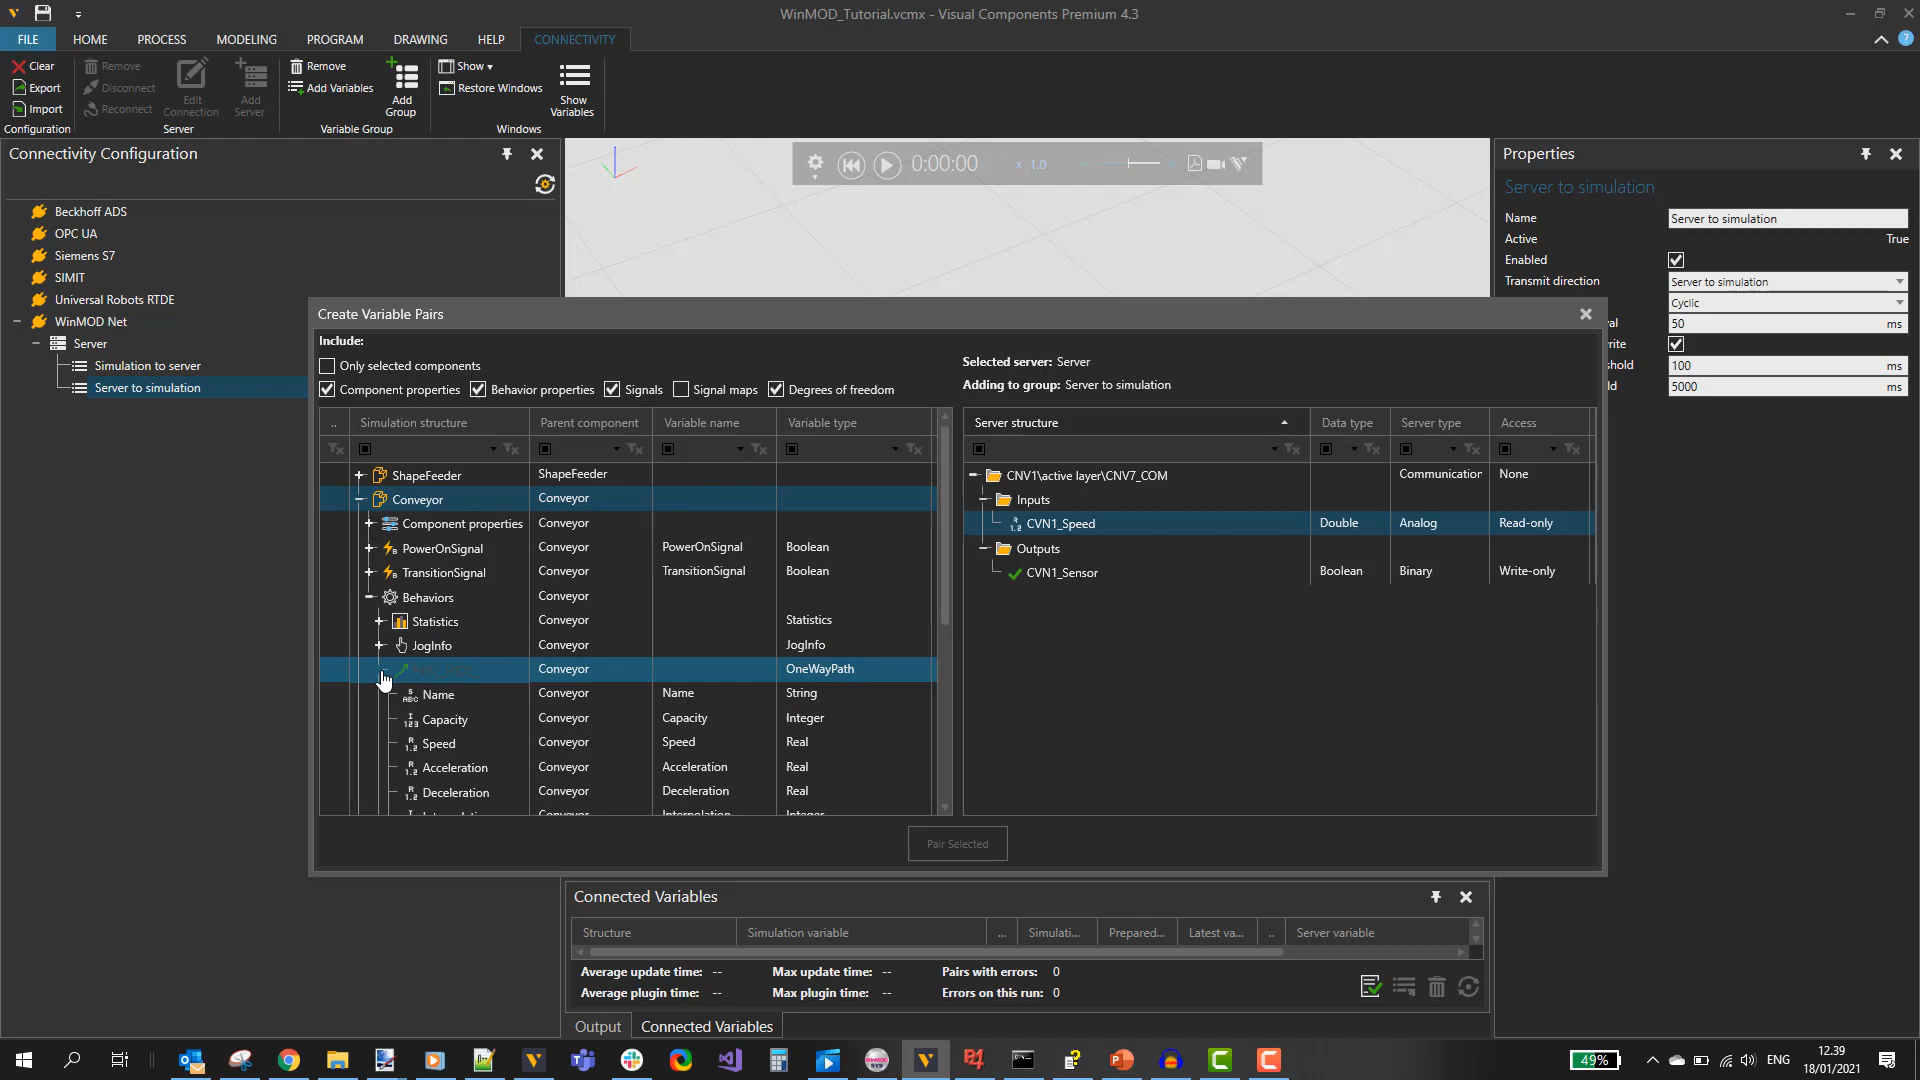 WinMOD_Tutorial.vcmx - Visual Components Premium 4.3
FILE HOME PROCESS MODELING PROGRAM DRAWING HELP CONNECTIVITY
Clear
Export
Import
Configuration
Remove
Disconnect
Reconnect
Edit Connection
Add Server
Server
Remove
Add Variables
Add Group
Variable Group
Show
Restore Windows
Show Variables
Windows
Connectivity Configuration
Beckhoff ADS
OPC UA
Siemens S7
SIMIT
Universal Robots RTDE
WinMOD Net
Server
Simulation to server
Server to simulation
0:00:00 x 1.0
Properties
Server to simulation
Name Server to simulation
Active True
Enabled
Transmit direction Server to simulation
Cyclic
val 50 ms
rite
shold 100 ms
ld 5000 ms
Create Variable Pairs
Include:
Only selected components
Component properties Behavior properties Signals Signal maps Degrees of freedom
Selected server: Server
Adding to group: Server to simulation
.. Simulation structure Parent component Variable name Variable type
ShapeFeeder ShapeFeeder
Conveyor Conveyor
Component properties Conveyor
PowerOnSignal Conveyor PowerOnSignal Boolean
TransitionSignal Conveyor TransitionSignal Boolean
Behaviors Conveyor
Statistics Conveyor Statistics
JogInfo Conveyor JogInfo
Conveyor OneWayPath
Name Conveyor Name String
Capacity Conveyor Capacity Integer
Speed Conveyor Speed Real
Acceleration Conveyor Acceleration Real
Deceleration Conveyor Deceleration Real
Conveyor Interpolation Integer
Server structure Data type Server type Access
CNV1\active layer\CNV7_COM Communication None
Inputs
CVN1_Speed Double Analog Read-only
Outputs
CVN1_Sensor Boolean Binary Write-only
Pair Selected
Connected Variables
Structure Simulation variable ... Simulati... Prepared... Latest va... .. Server variable
Average update time: -- Max update time: -- Pairs with errors: 0
Average plugin time: -- Max plugin time: -- Errors on this run: 0
Output Connected Variables
49% ENG 12.39
18/01/2021